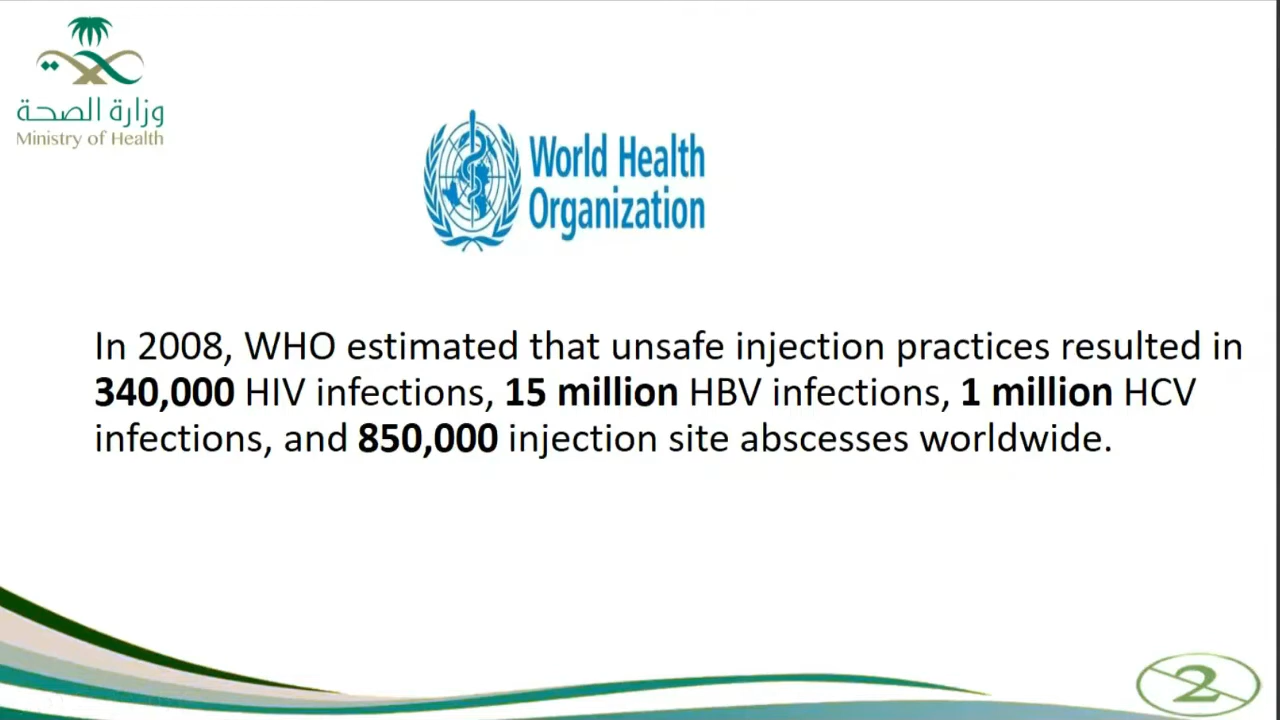 وزارة الصحة
Ministry of Health
World Health
Organization
In 2008, WHO estimated that unsafe injection practices resulted in
340,000 HIV infections, 15 million HBV infections, 1 million HCV
infections, and 850,000 injection site abscesses worldwide.
2